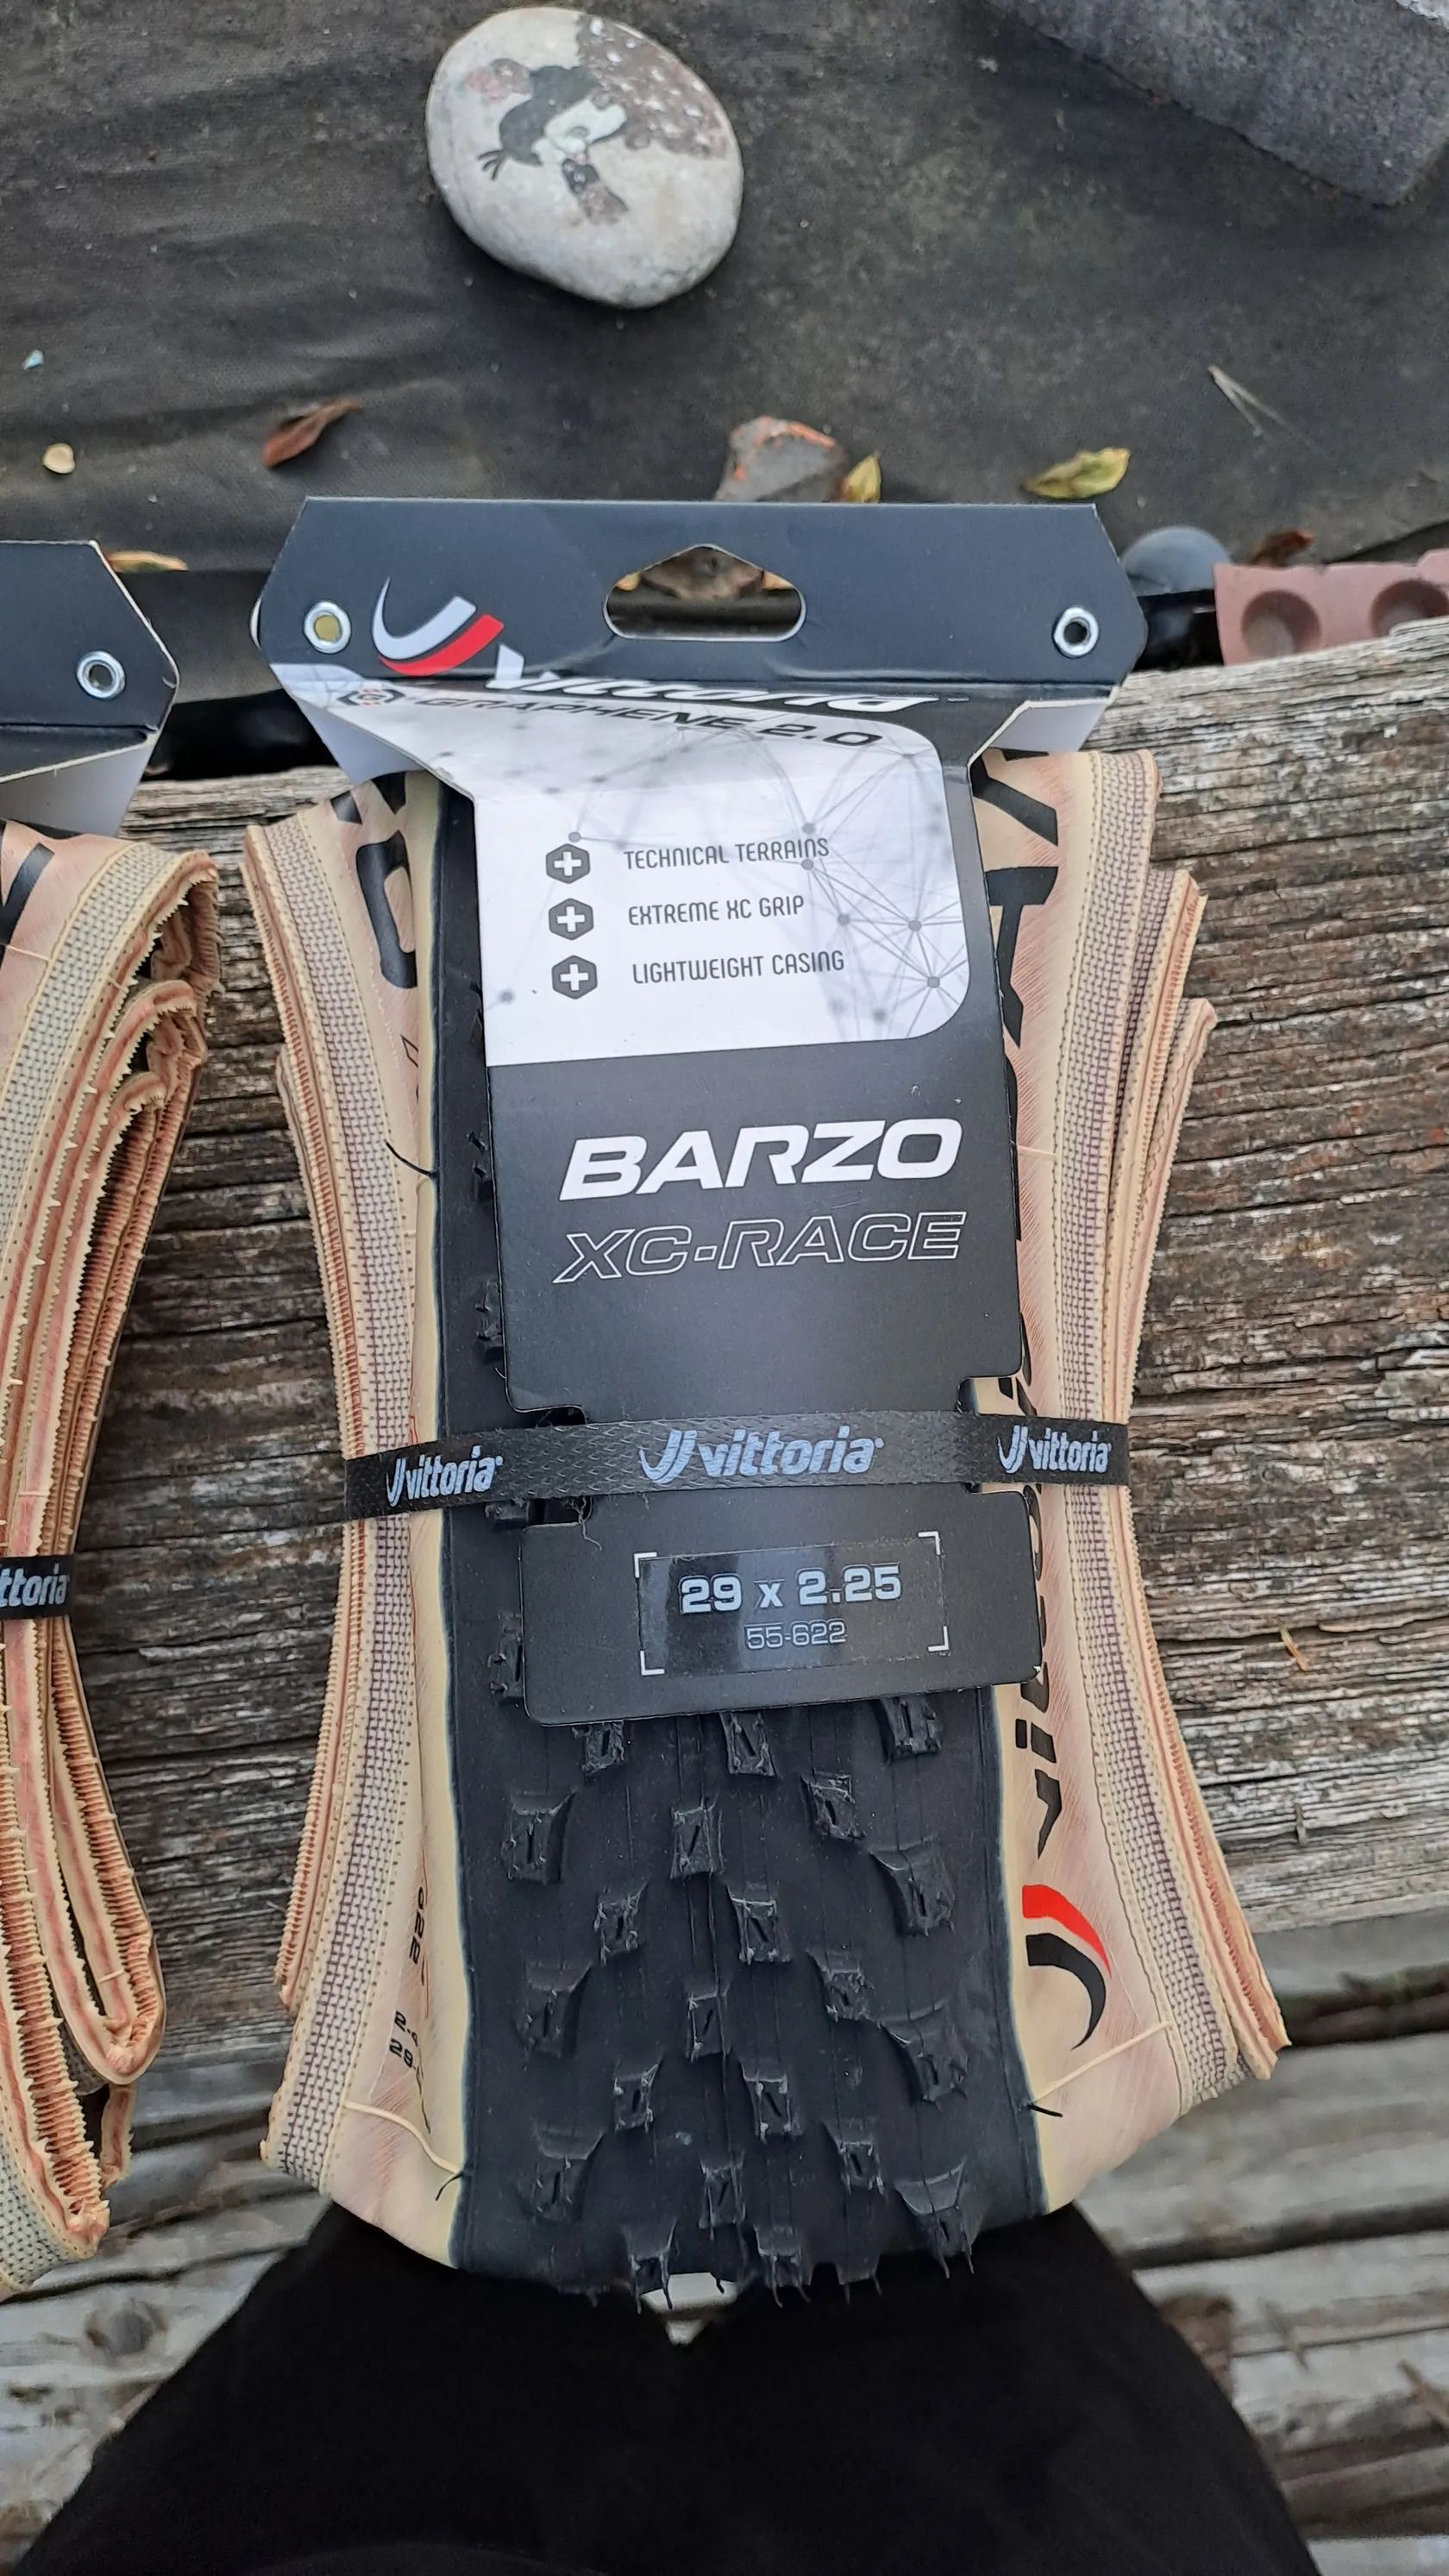 vittoria
GRAPHENE 2.0
TECHNICAL TERRAINS
EXTREME XC GRIP
LIGHTWEIGHT CASING
BARZO
XC-RACE
vittoria vittoria vittoria
ttoria
29 x 2.25
55-622